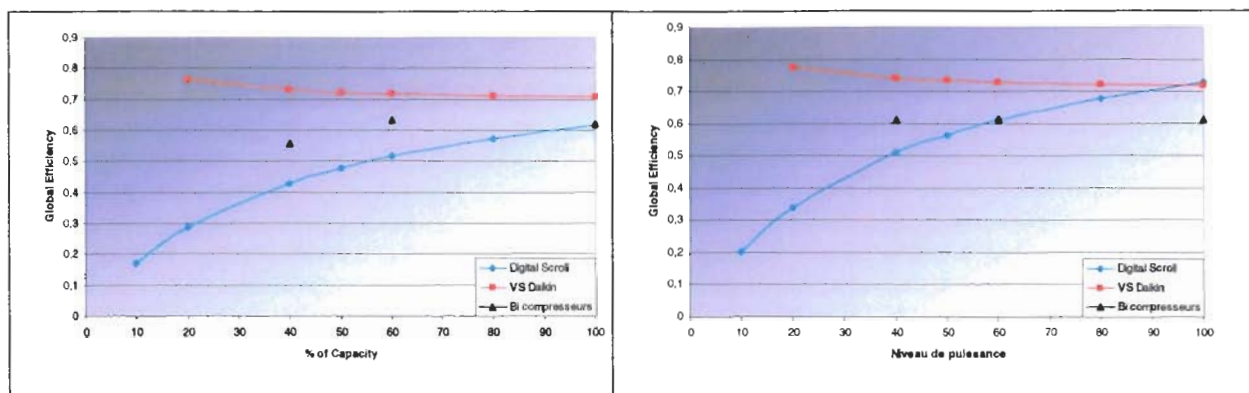 0,9
0,8
0,7
0,6
0,5
0,4
0,3
0,2
0,1
0
Global Efficiency
0 10 20 30 40 50 60 70 80 90 100
% of Capacity
Digital Scroll
VS Daikin
Bi compresseurs
0,9
0,8
0,7
0,6
0,5
0,4
0,3
0,2
0,1
0
Global Efficiency
0 10 20 30 40 50 60 70 80 90 100
Niveau de puissance
Digital Scroll
VS Daikin
Bi compresseurs